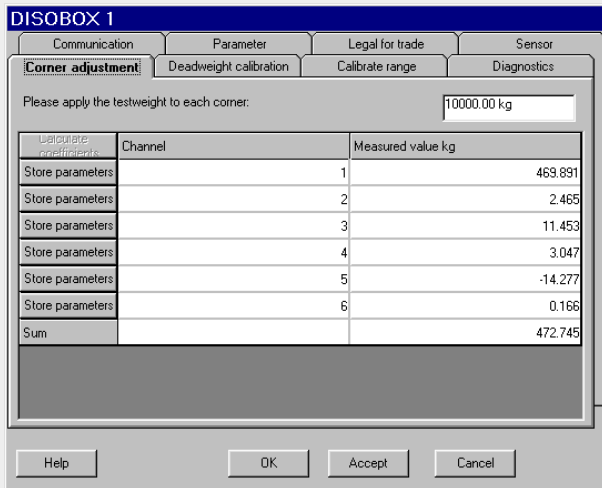 DISOBOX 1
Communication Parameter Legal for trade Sensor
Corner adjustment Deadweight calibration Calibrate range Diagnostics
Please apply the testweight to each corner: 10000.00 kg
Calculate coefficients Channel Measured value kg
Store parameters 1 469.891
Store parameters 2 2.465
Store parameters 3 11.453
Store parameters 4 3.047
Store parameters 5 -14.277
Store parameters 6 0.166
Sum 472.745
Help OK Accept Cancel